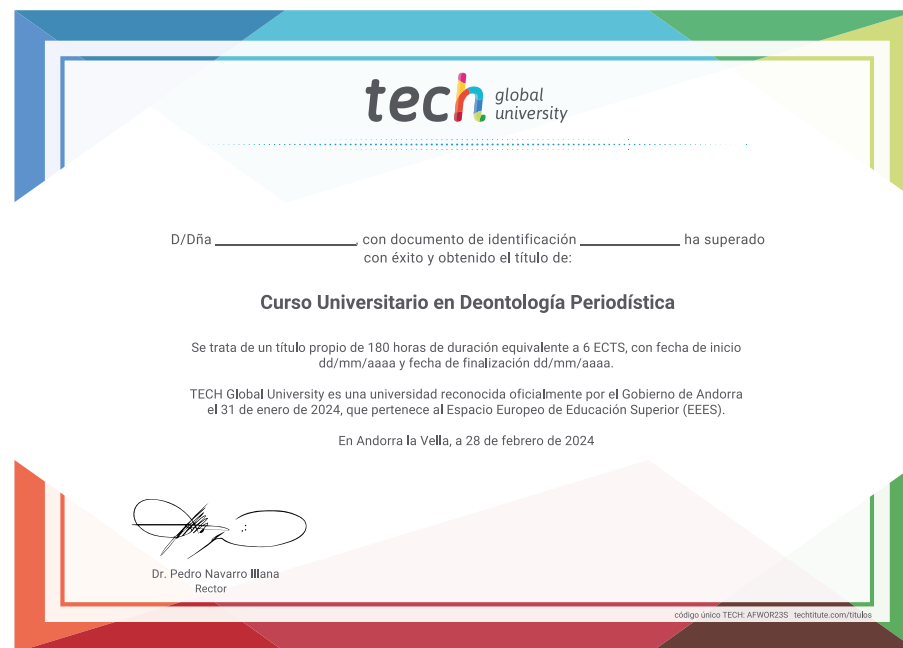 tech global university
D/Dña ______________, con documento de identificación ____________ ha superado
con éxito y obtenido el título de:
Curso Universitario en Deontología Periodística
Se trata de un título propio de 180 horas de duración equivalente a 6 ECTS, con fecha de inicio
dd/mm/aaaa y fecha de finalización dd/mm/aaaa.
TECH Global University es una universidad reconocida oficialmente por el Gobierno de Andorra
el 31 de enero de 2024, que pertenece al Espacio Europeo de Educación Superior (EEES).
En Andorra la Vella, a 28 de febrero de 2024
Dr. Pedro Navarro Illana
Rector
código único TECH: AFWOR23S techtitute.com/titulos